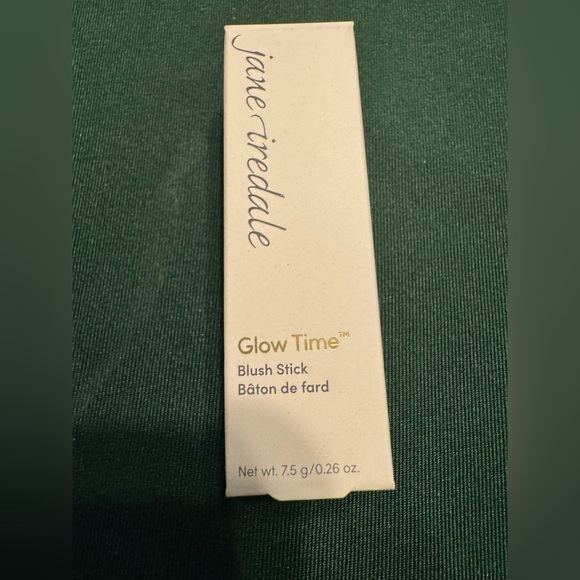 jane iredale
Glow Time™
Blush Stick
Bâton de fard
Net wt. 7.5 g/0.26 oz.